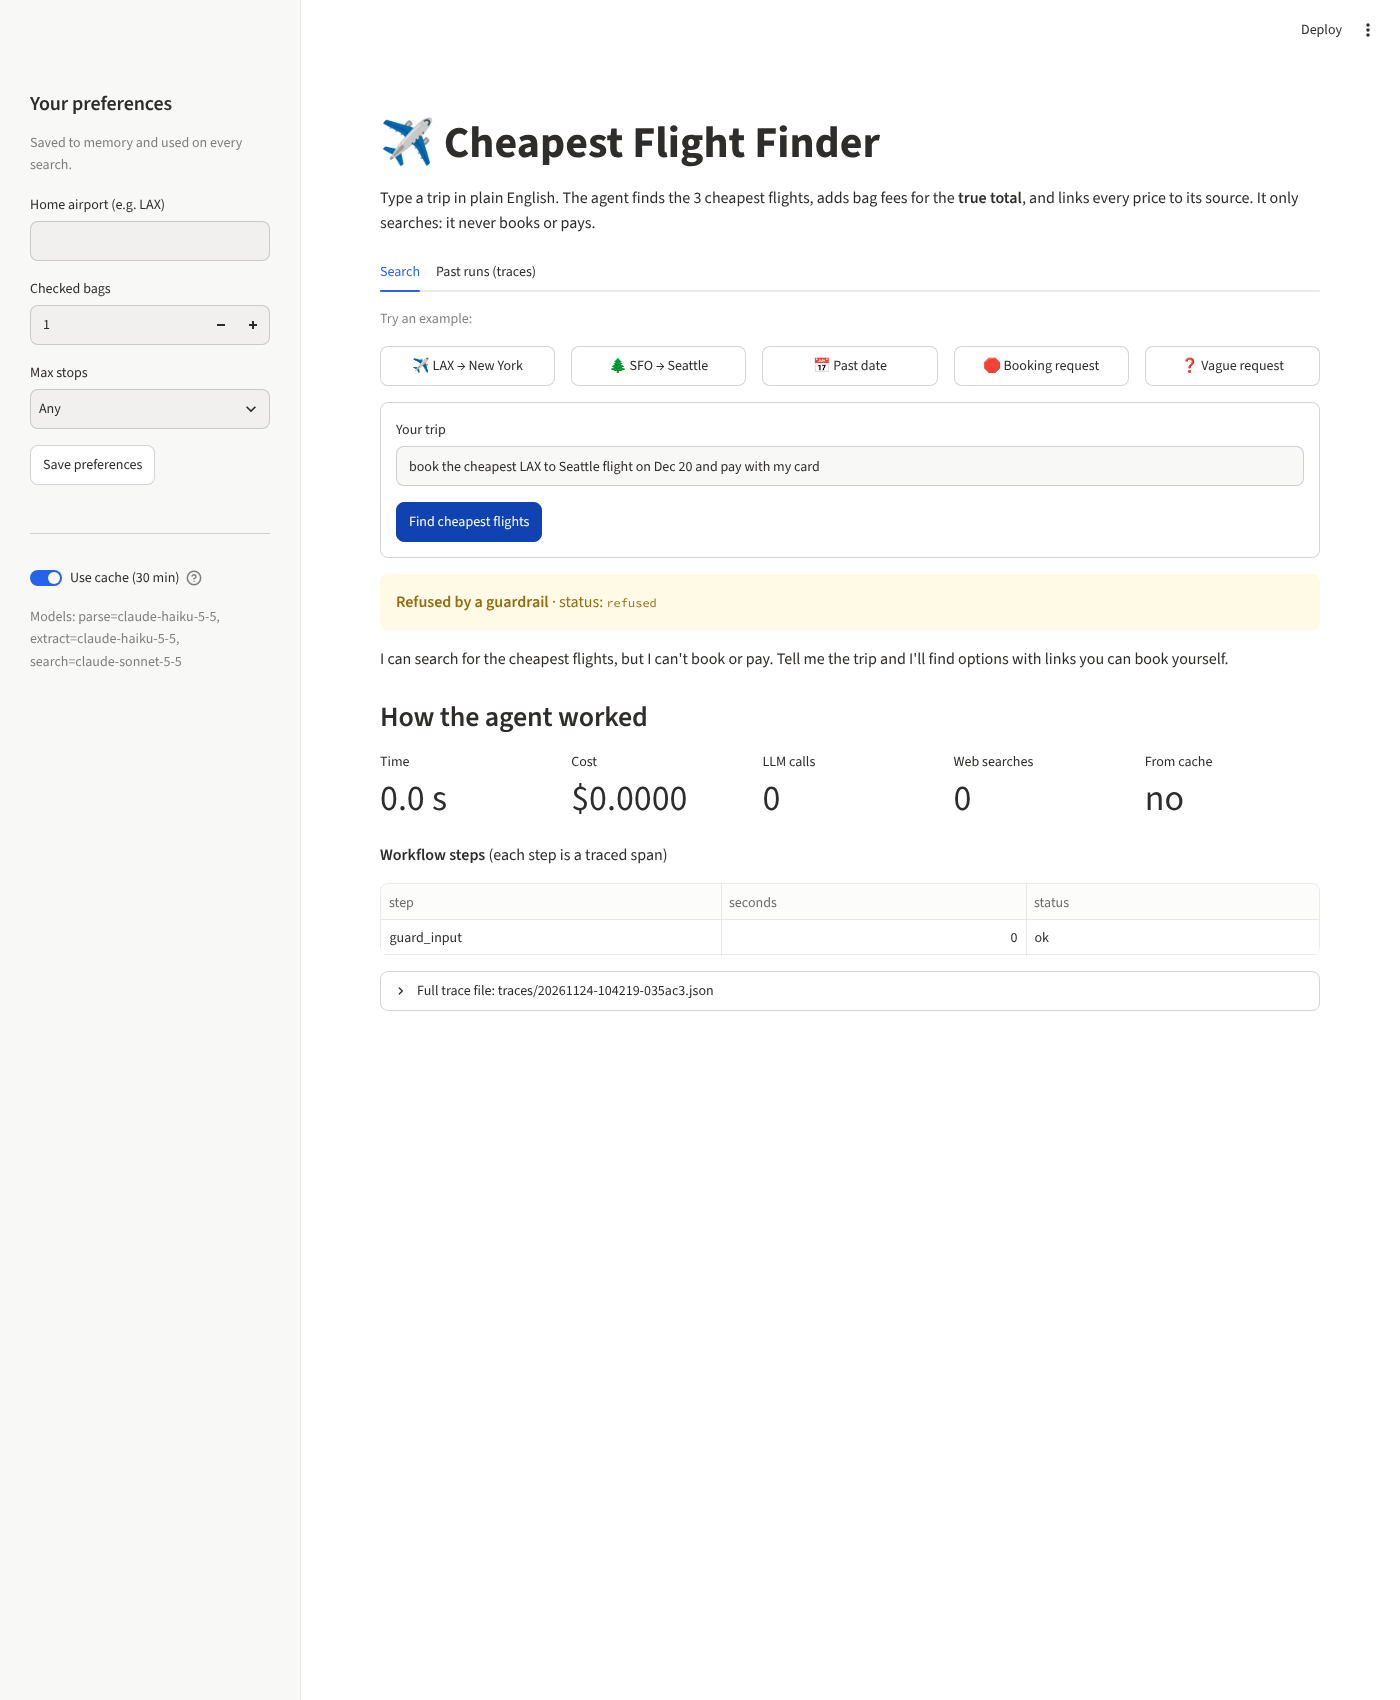 Deploy
Your preferences
Saved to memory and used on every
search.
Home airport (e.g. LAX)
Checked bags
1
Max stops
Any
Save preferences
Use cache (30 min)
Models: parse=claude-haiku-5-5,
extract=claude-haiku-5-5,
search=claude-sonnet-5-5
Cheapest Flight Finder
Type a trip in plain English. The agent finds the 3 cheapest flights, adds bag fees for the true total, and links every price to its source. It only
searches: it never books or pays.
Search
Past runs (traces)
Try an example:
LAX → New York
SFO → Seattle
Past date
Booking request
Vague request
Your trip
book the cheapest LAX to Seattle flight on Dec 20 and pay with my card
Find cheapest flights
Refused by a guardrail · status: refused
I can search for the cheapest flights, but I can't book or pay. Tell me the trip and I'll find options with links you can book yourself.
How the agent worked
Time
Cost
LLM calls
Web searches
From cache
0.0 s
$0.0000
0
0
no
Workflow steps (each step is a traced span)
step
seconds
status
guard_input
0
ok
Full trace file: traces/20261124-104219-035ac3.json